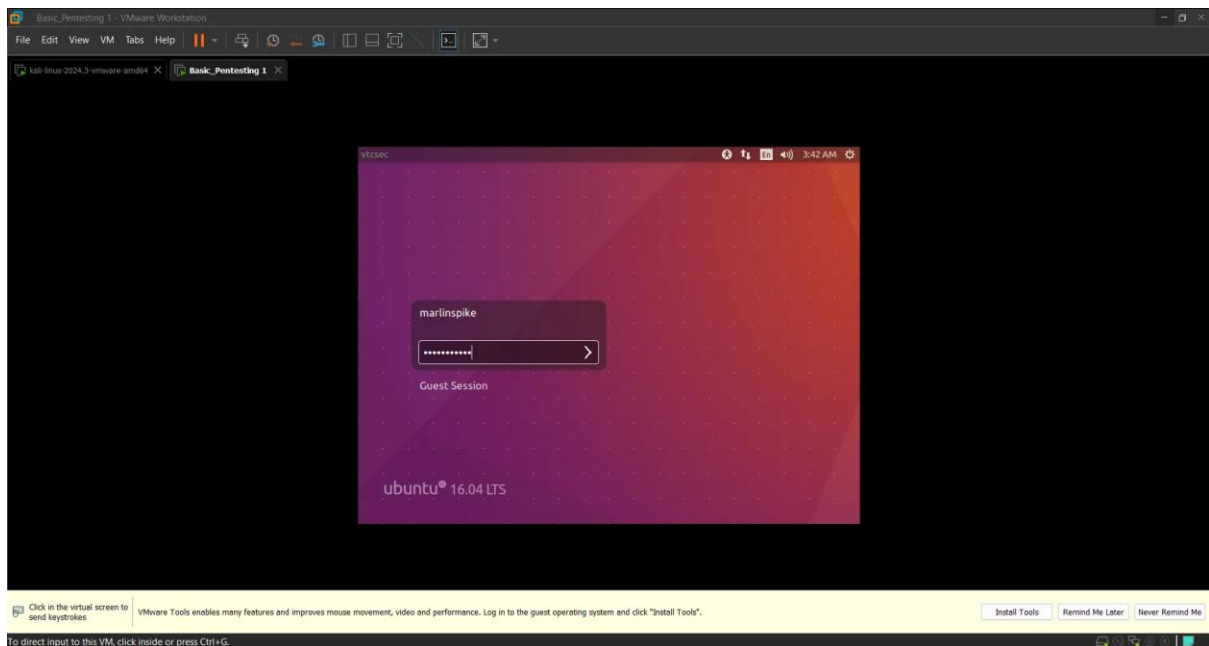 Basic_Pentesting 1 - VMware Workstation
File Edit View VM Tabs Help
kali-linux-2024.3-vmware-amd64
Basic_Pentesting 1
vtcsec
En
3:42 AM
marlinspike
Guest Session
ubuntu® 16.04 LTS
Click in the virtual screen to
send keystrokes
VMware Tools enables many features and improves mouse movement, video and performance. Log in to the guest operating system and click "Install Tools".
Install Tools
Remind Me Later
Never Remind Me
To direct input to this VM, click inside or press Ctrl+G.